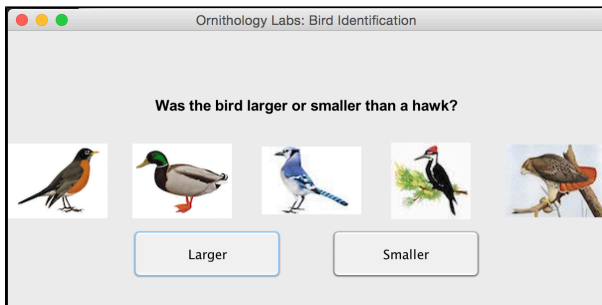 Ornithology Labs: Bird Identification
Was the bird larger or smaller than a hawk?
Larger
Smaller